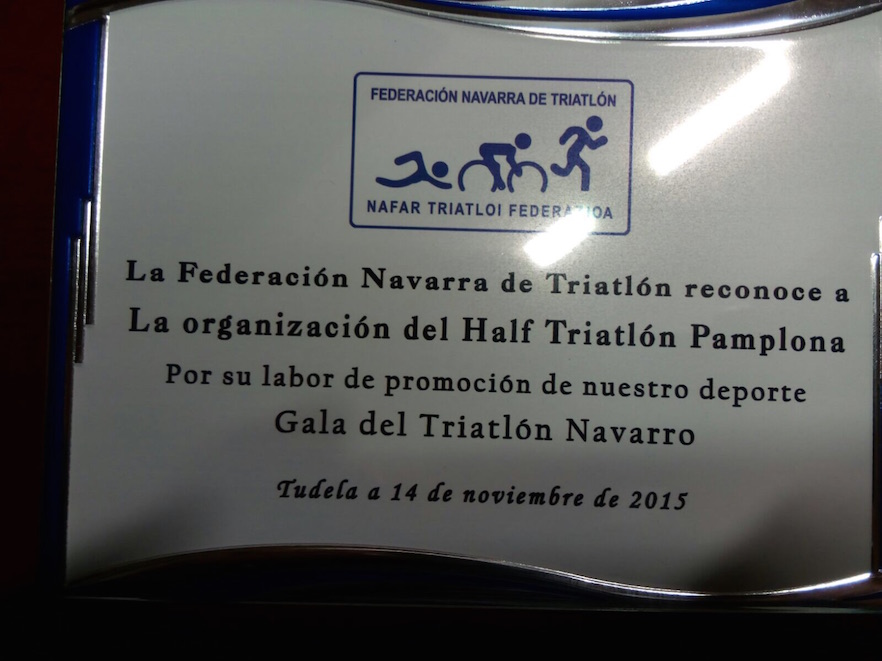 FEDERACIÓN NAVARRA DE TRIATLÓN
NAFAR TRIATLOI FEDERAZIOA
La Federación Navarra de Triatlón reconoce a
La organización del Half Triatlón Pamplona
Por su labor de promoción de nuestro deporte
Gala del Triatlón Navarro
Tudela a 14 de noviembre de 2015